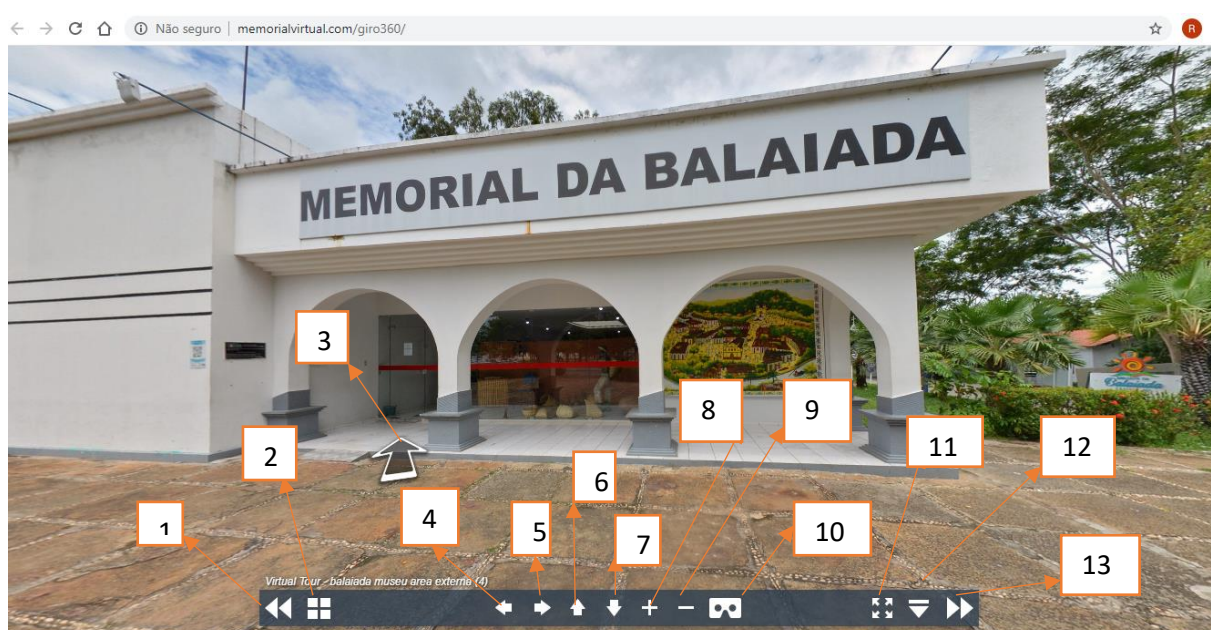 Não seguro | memorialvirtual.com/giro360/
R
MEMORIAL DA BALAIADA
Balaiada
3
8
9
2
11
12
6
4
5
7
10
1
13
Virtual Tour - balaiada museu area externa (4)